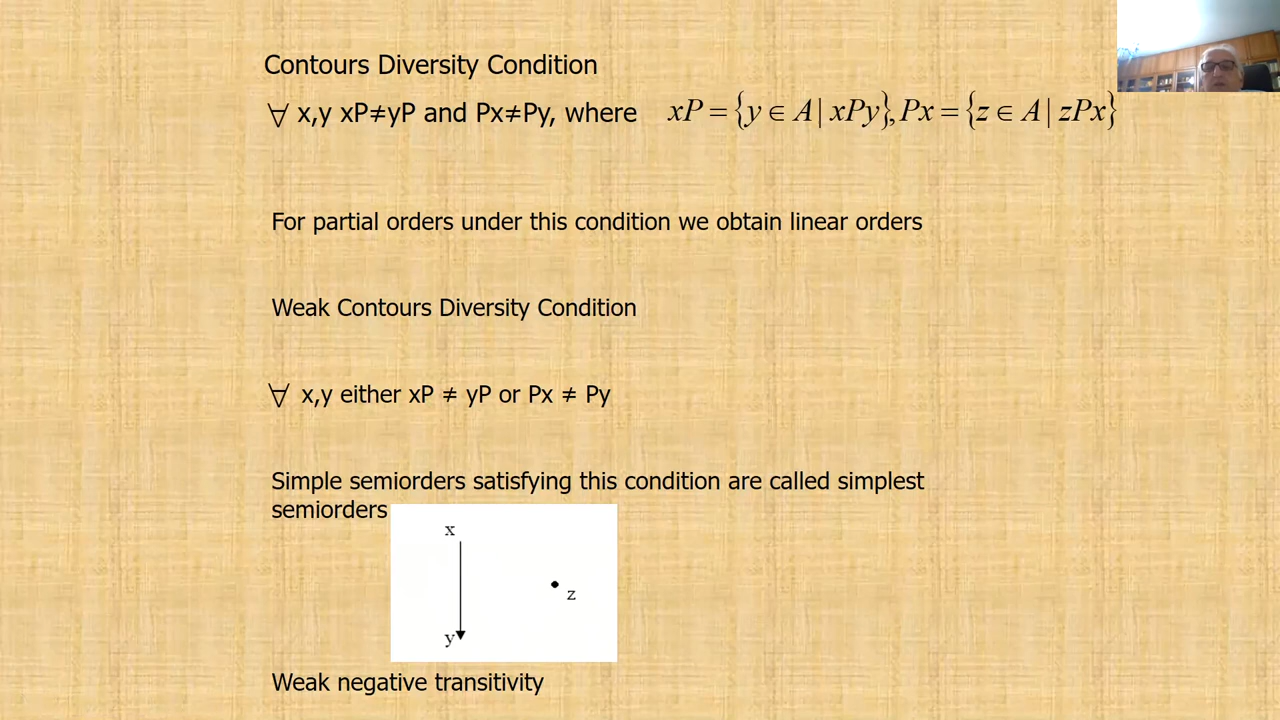 Contours Diversity Condition
∀ x,y xP≠yP and Px≠Py, where xP = {y ∈ A | xPy}, Px = {z ∈ A | zPx}
For partial orders under this condition we obtain linear orders
Weak Contours Diversity Condition
∀ x,y either xP ≠ yP or Px ≠ Py
Simple semiorders satisfying this condition are called simplest
semiorders
x
z
y
Weak negative transitivity